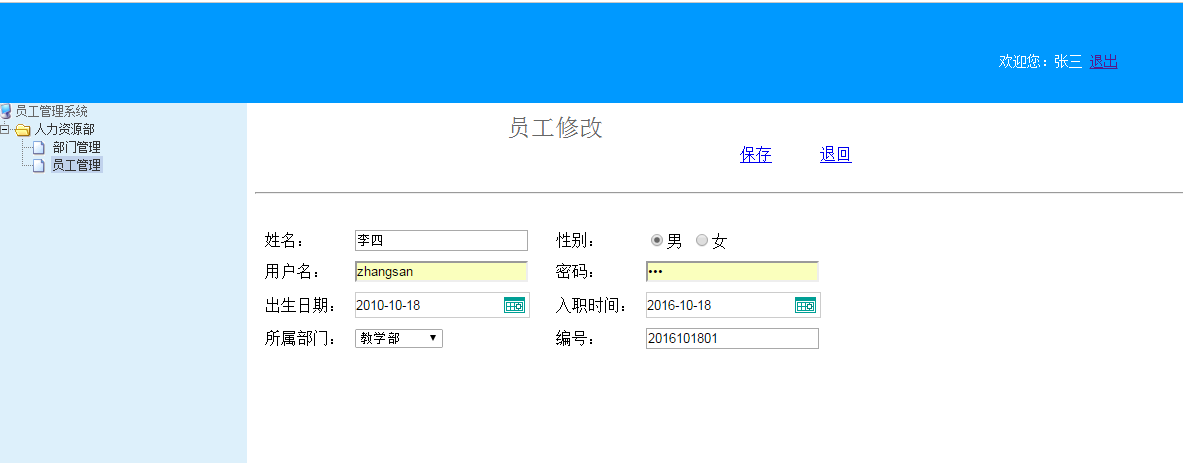 欢迎您：张三 退出
员工管理系统
人力资源部
部门管理
员工管理
员工修改
保存 退回
姓名： 李四 性别： 男 女
用户名： zhangsan 密码： •••
出生日期： 2010-10-18 入职时间： 2016-10-18
所属部门： 教学部 编号： 2016101801